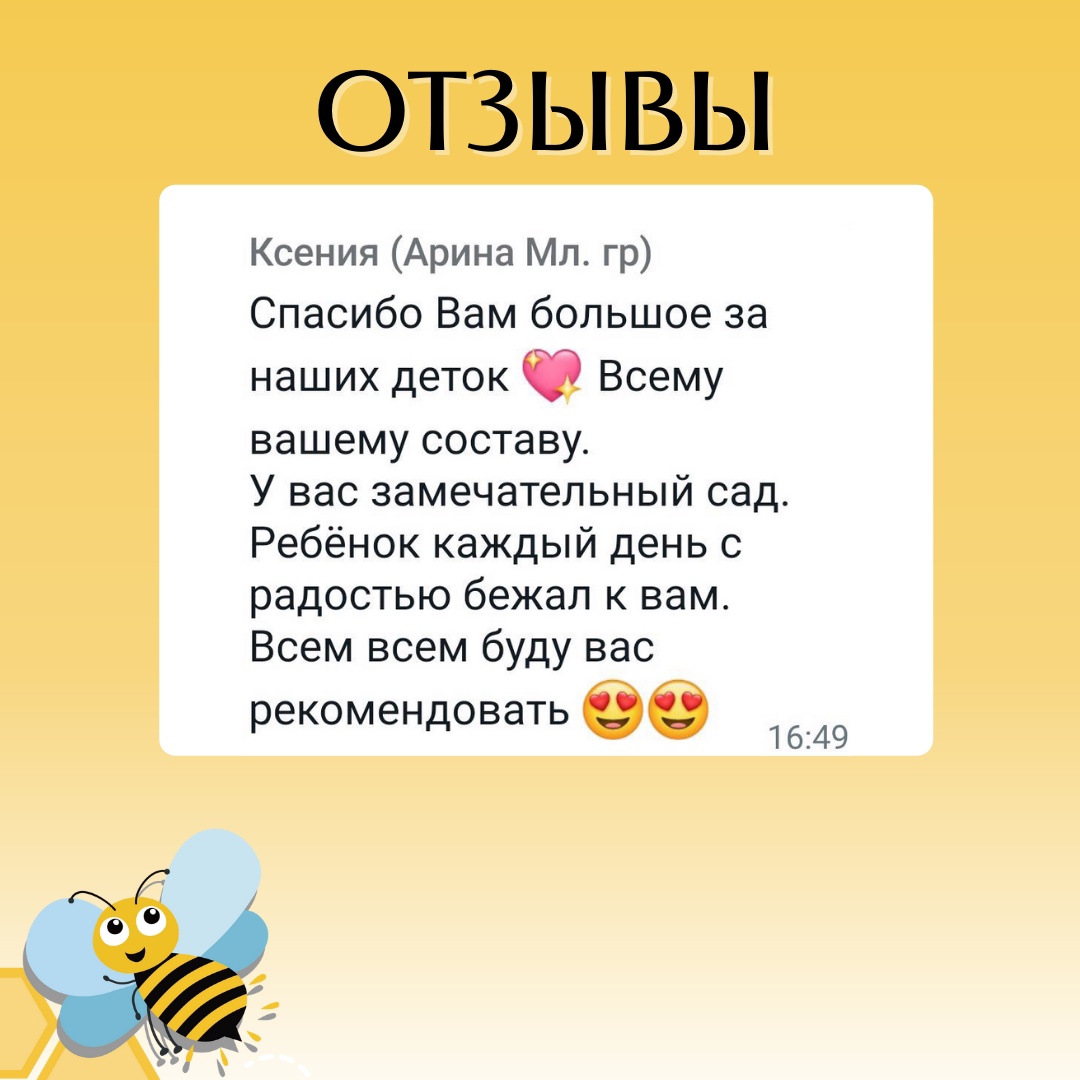 ОТЗЫВЫ
Ксения (Арина Мл. гр)
Спасибо Вам большое за
наших деток 💖 Всему
вашему составу.
У вас замечательный сад.
Ребёнок каждый день с
радостью бежал к вам.
Всем всем буду вас
рекомендовать 😍😍
16:49